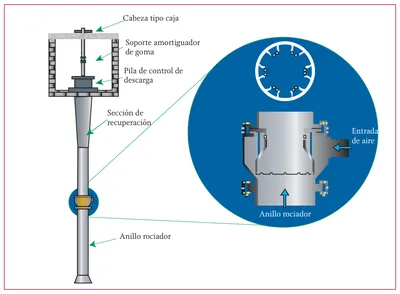 Cabeza tipo caja
Soporte amortiguador
de goma
Pila de control de
descarga
Sección de
recuperación
Anillo rociador
Entrada
de aire
Anillo rociador